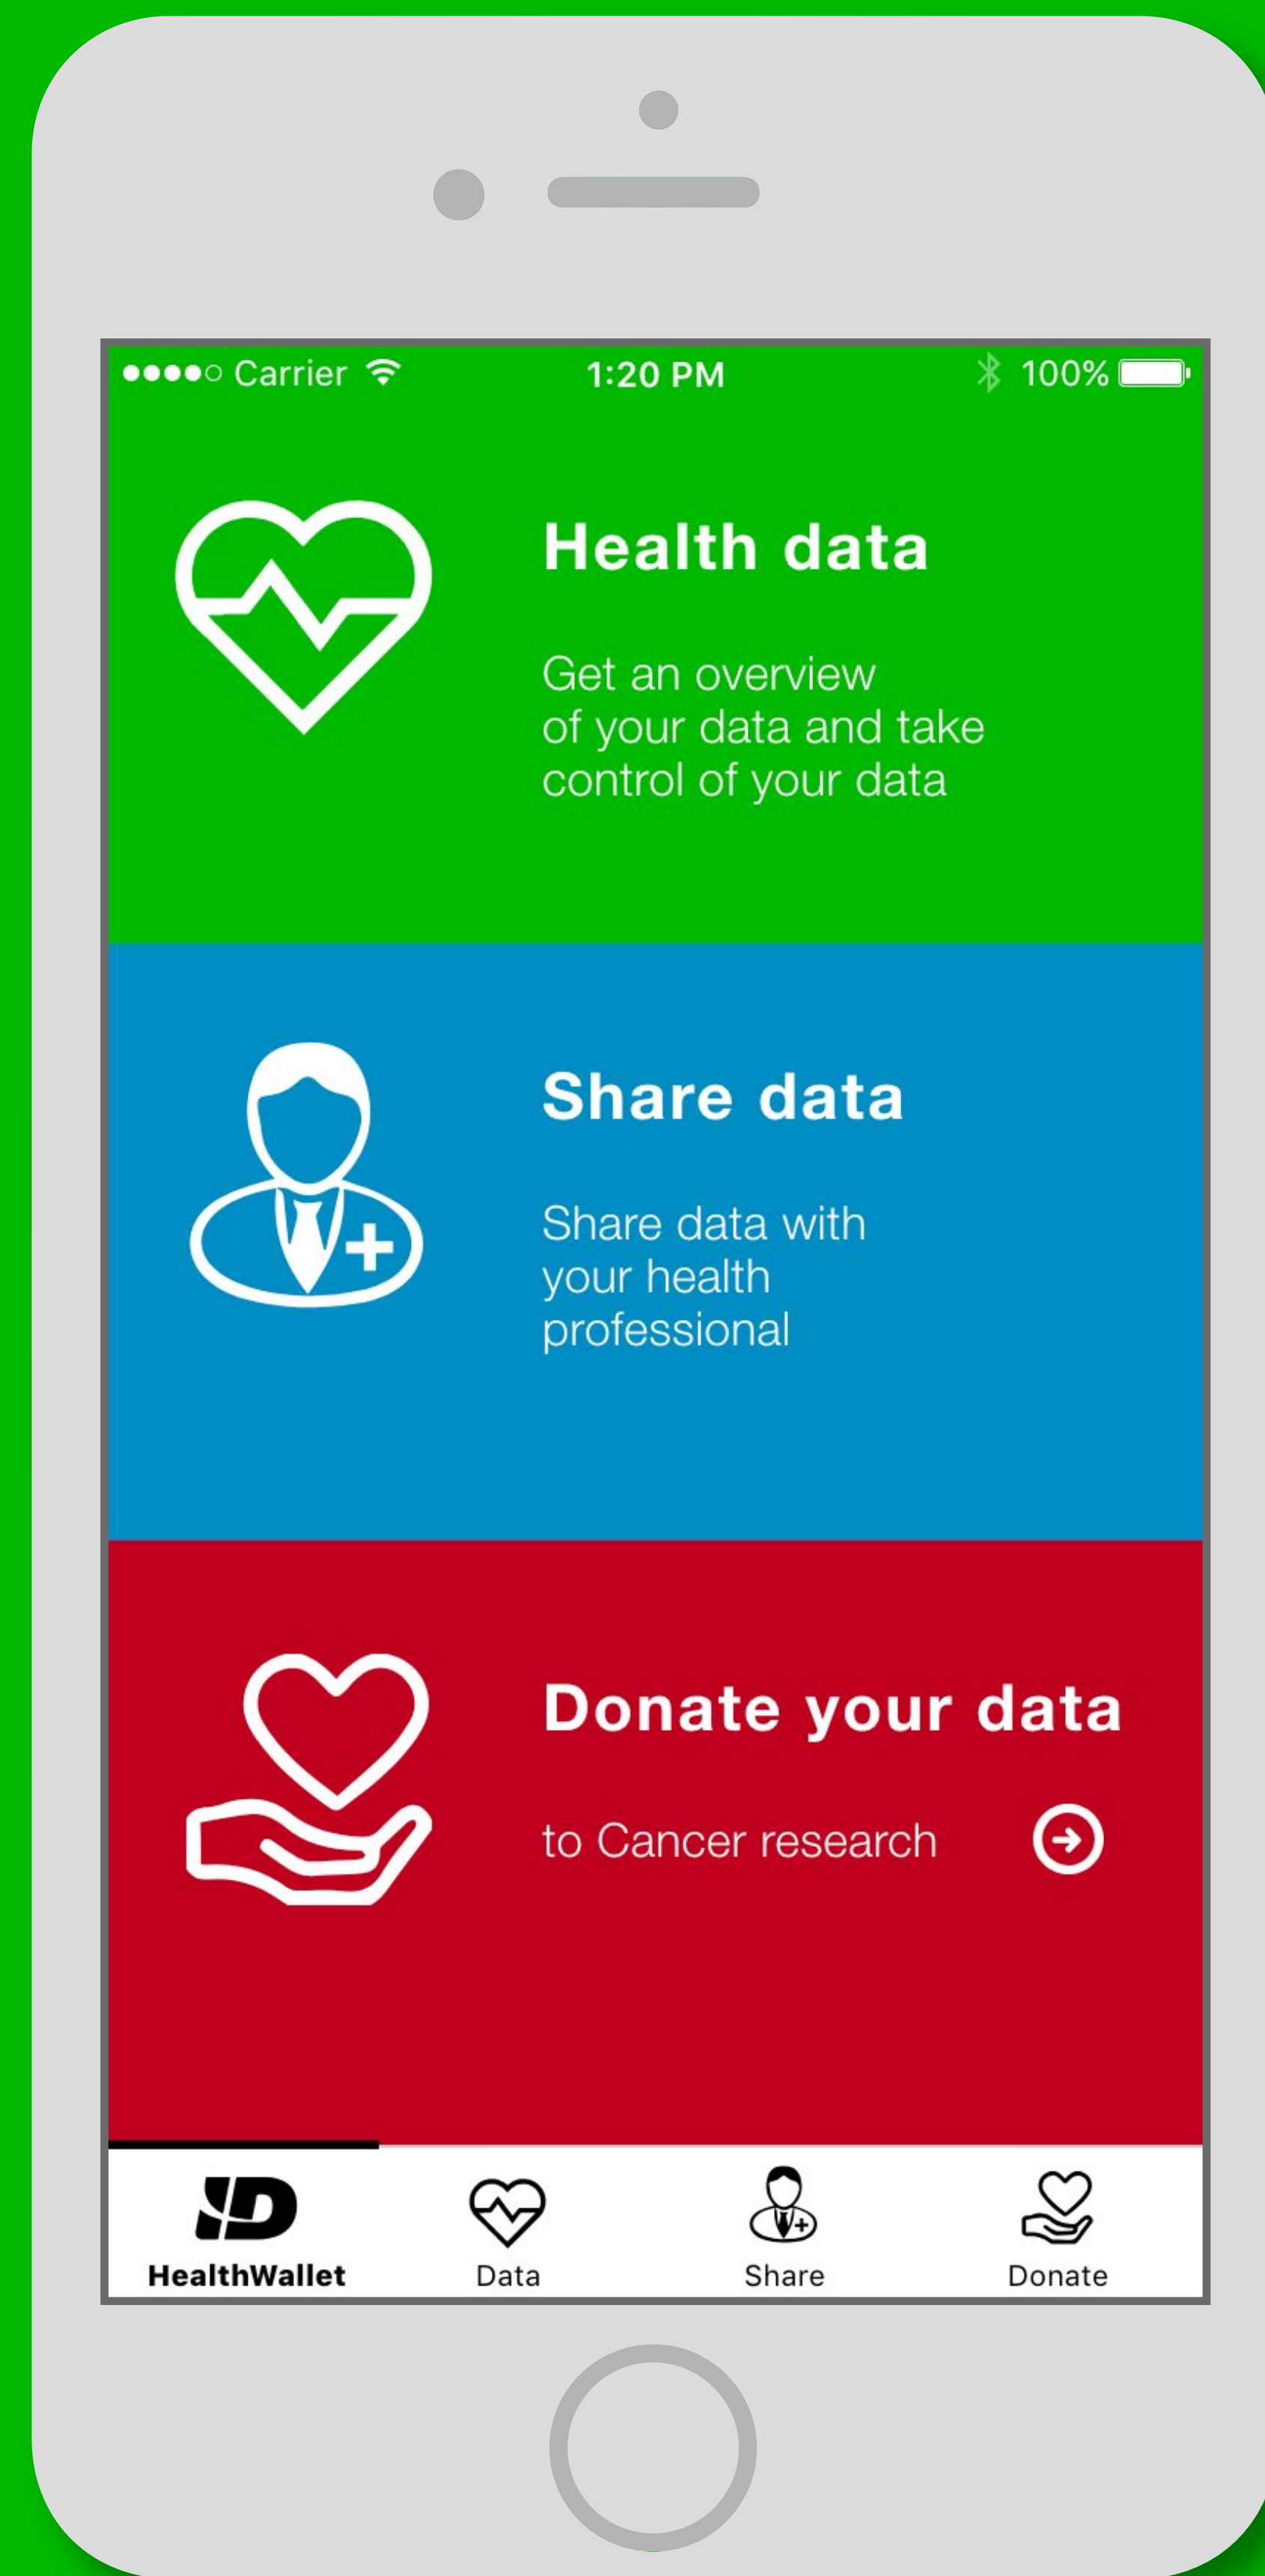 Carrier 1:20 PM 100%
Health data
Get an overview
of your data and take
control of your data
Share data
Share data with
your health
professional
Donate your data
to Cancer research
ID
HealthWallet Data Share Donate